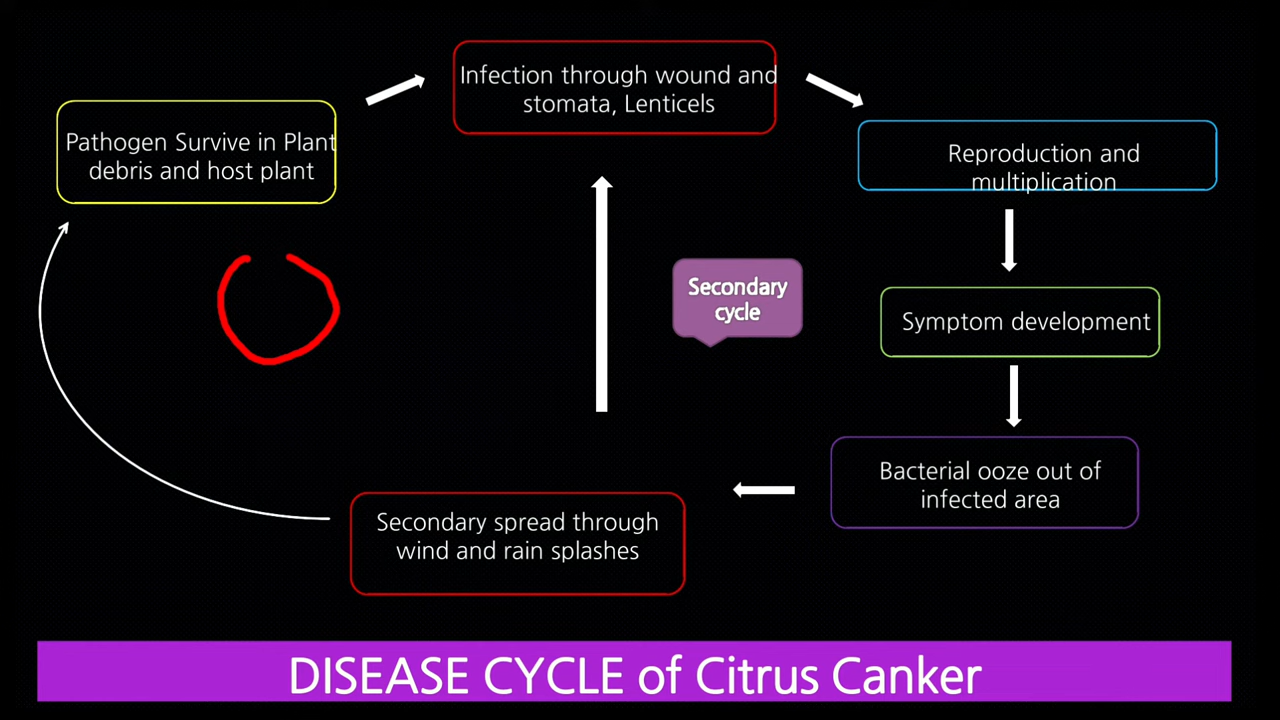 Infection through wound and
stomata, Lenticels
Pathogen Survive in Plant
debris and host plant
Reproduction and
multiplication
Secondary
cycle
Symptom development
Bacterial ooze out of
infected area
Secondary spread through
wind and rain splashes
DISEASE CYCLE of Citrus Canker